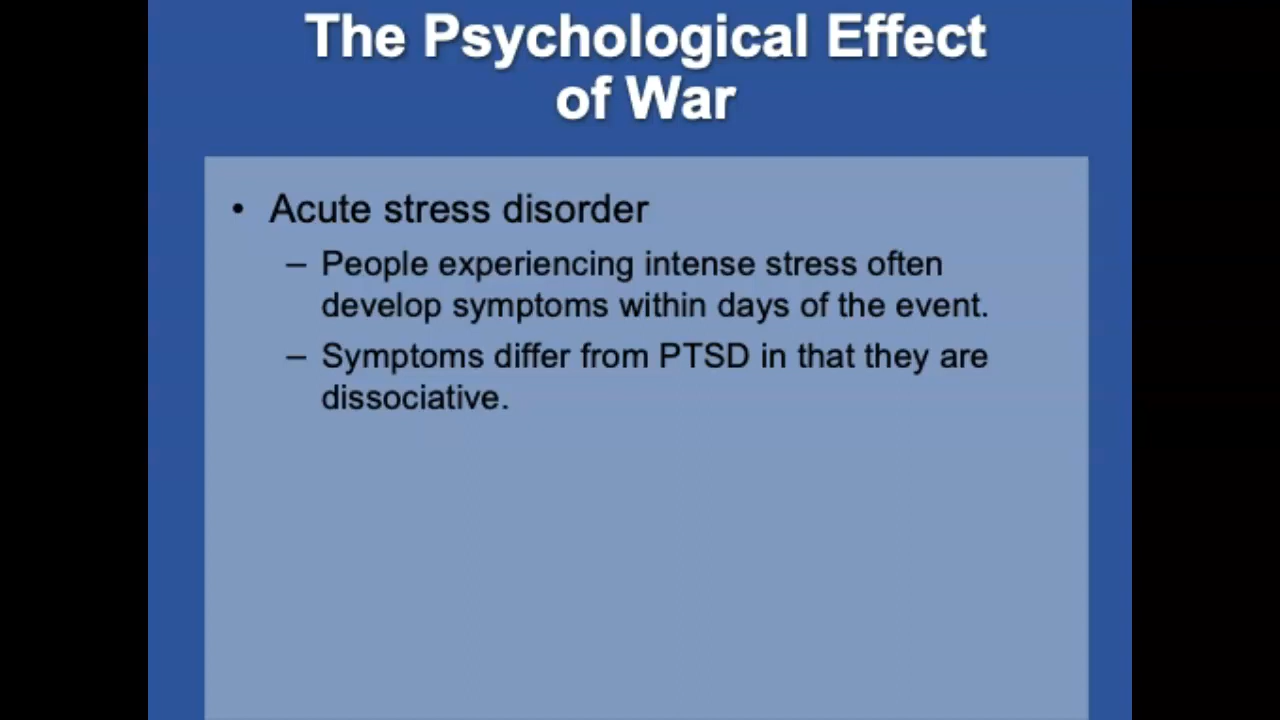 The Psychological Effect
of War
• Acute stress disorder
– People experiencing intense stress often
develop symptoms within days of the event.
– Symptoms differ from PTSD in that they are
dissociative.